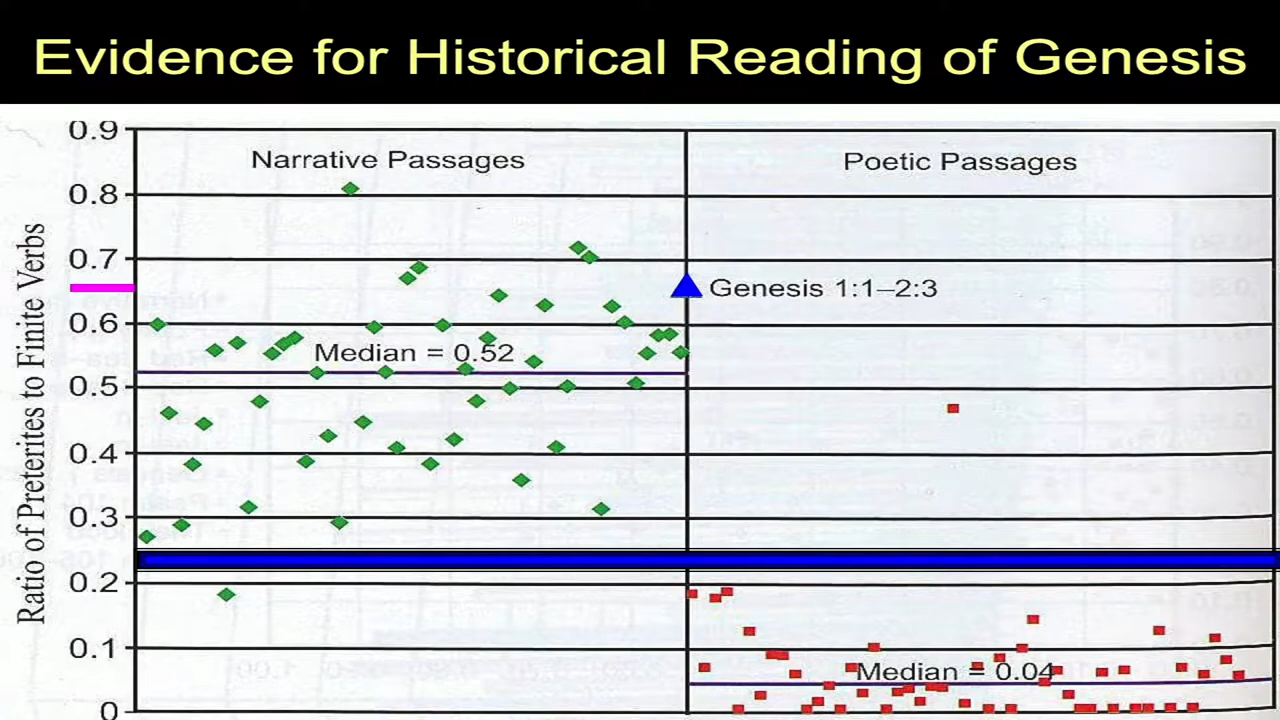 Evidence for Historical Reading of Genesis
Ratio of Preterites to Finite Verbs
0.9
0.8
0.7
0.6
0.5
0.4
0.3
0.2
0.1
0
Narrative Passages
Poetic Passages
Genesis 1:1–2:3
Median = 0.52
Median = 0.04